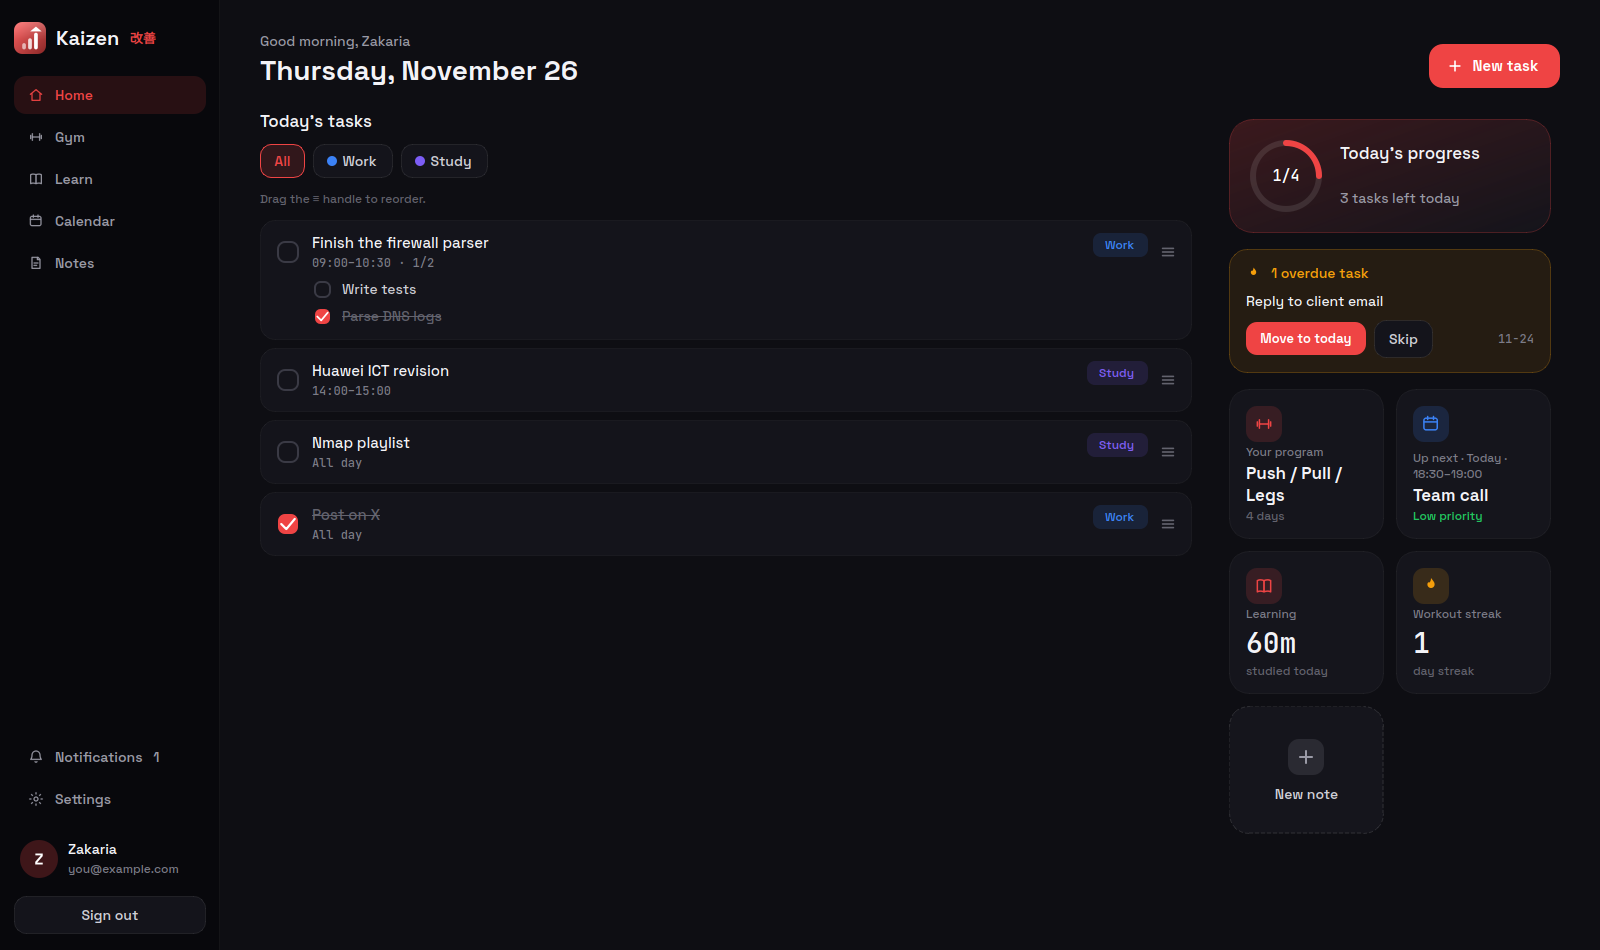 Kaizen 改善
Home
Gym
Learn
Calendar
Notes
Notifications 1
Settings
Z
Zakaria
you@example.com
Sign out
Good morning, Zakaria
Thursday, November 26
New task
Today's tasks
All
Work
Study
Drag the ≡ handle to reorder.
Finish the firewall parser
Work
09:00–10:30 · 1/2
Write tests
Parse DNS logs
Huawei ICT revision
Study
14:00–15:00
Nmap playlist
Study
All day
Post on X
Work
All day
1/4
Today's progress
3 tasks left today
1 overdue task
Reply to client email
Move to today
Skip
11-24
Your program
Push / Pull /
Legs
4 days
Up next · Today ·
18:30–19:00
Team call
Low priority
Learning
60m
studied today
Workout streak
1
day streak
New note